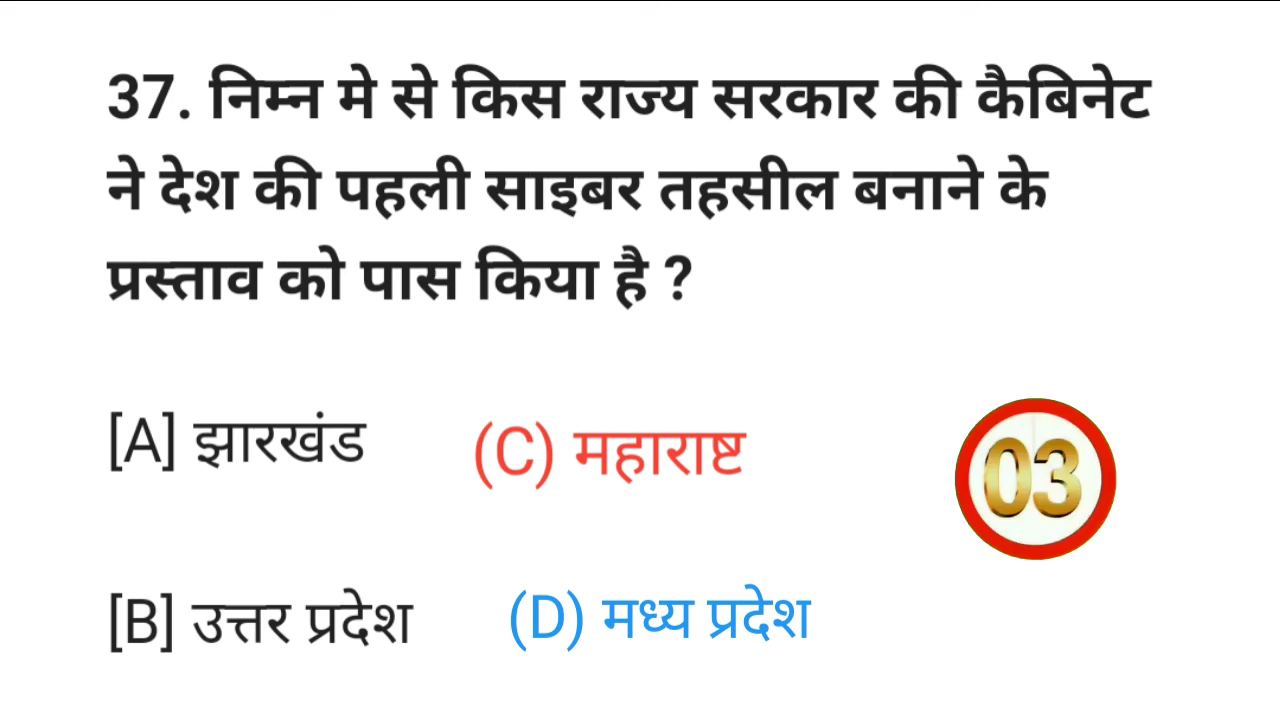 37. निम्न मे से किस राज्य सरकार की कैबिनेट
ने देश की पहली साइबर तहसील बनाने के
प्रस्ताव को पास किया है ?
[A] झारखंड
(C) महाराष्ट
03
[B] उत्तर प्रदेश
(D) मध्य प्रदेश